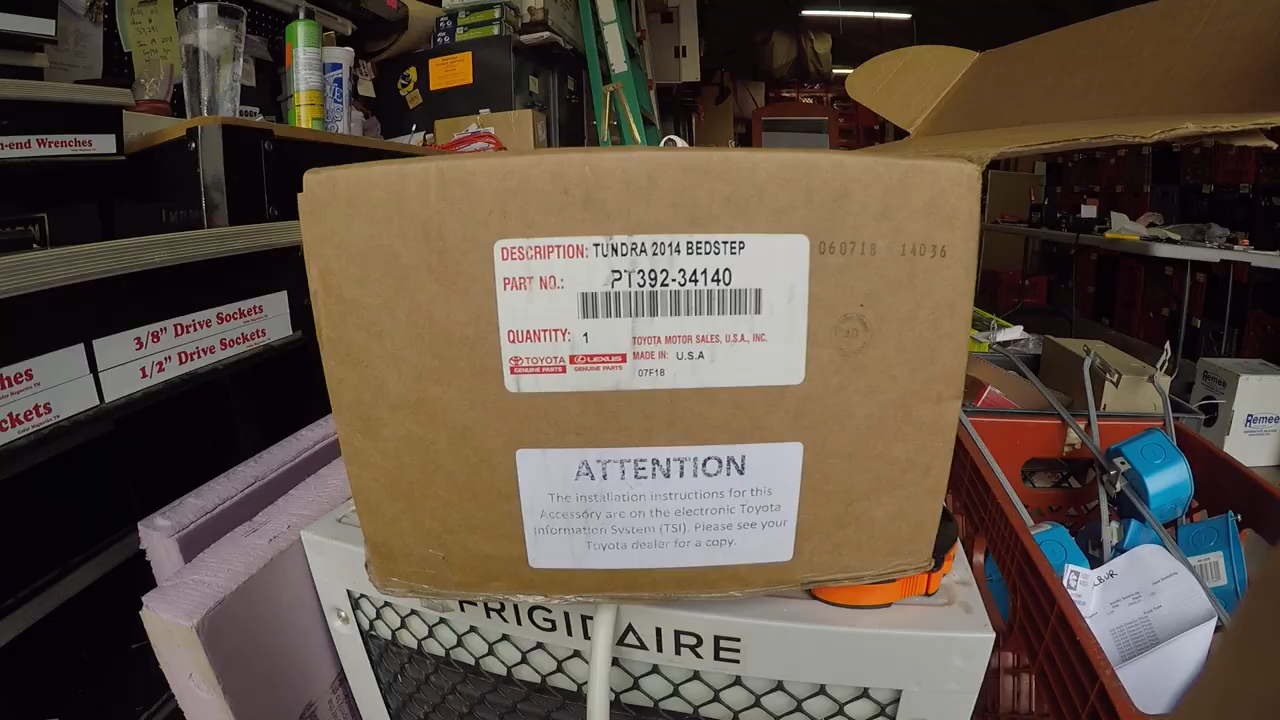 n-end Wrenches
3/8" Drive Sockets
1/2" Drive Sockets
DESCRIPTION: TUNDRA 2014 BEDSTEP
PART NO.: PT392-34140
QUANTITY: 1
TOYOTA MOTOR SALES, U.S.A., INC.
MADE IN: U.S.A
07F18
TOYOTA
GENUINE PARTS
LEXUS
GENUINE PARTS
060718 14036
ATTENTION
The installation instructions for this
Accessory are on the electronic Toyota
Information System (TSI). Please see your
Toyota dealer for a copy.
FRIGIDAIRE
Remee
Remee